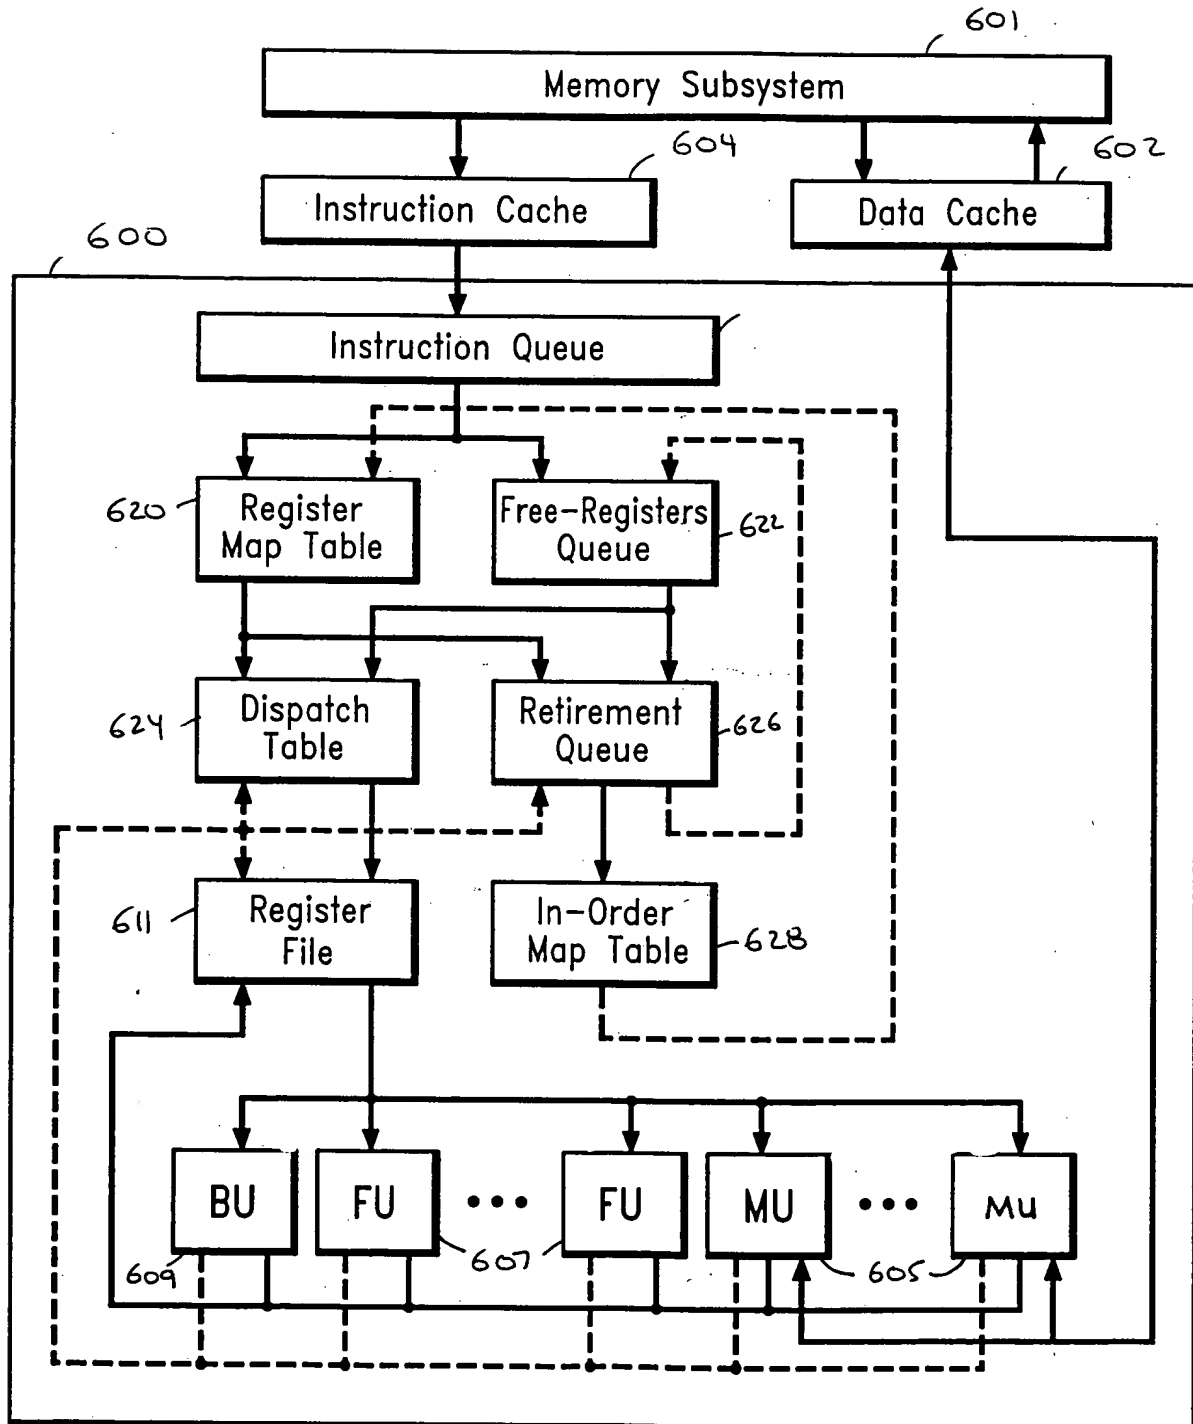 601
Memory Subsystem
604
602
Instruction Cache
Data Cache
600
Instruction Queue
620
Register
Map Table
Free-Registers
Queue
622
624
Dispatch
Table
Retirement
Queue
626
611
Register
File
In-Order
Map Table
628
BU
FU
•••
FU
MU
•••
Mu
609
607
605